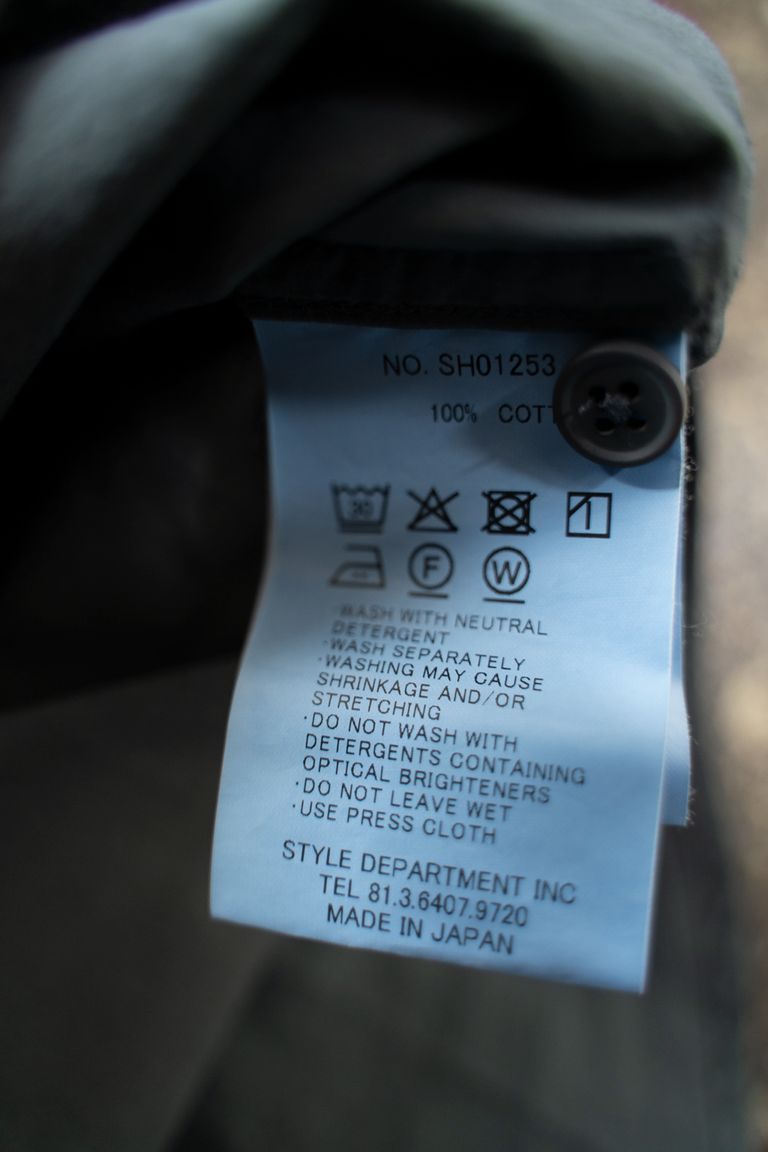 NO. SH01253
100% COTT
30
F W
·WASH WITH NEUTRAL
DETERGENT
·WASH SEPARATELY
·WASHING MAY CAUSE
SHRINKAGE AND/OR
STRETCHING
·DO NOT WASH WITH
DETERGENTS CONTAINING
OPTICAL BRIGHTENERS
·DO NOT LEAVE WET
·USE PRESS CLOTH
STYLE DEPARTMENT INC
TEL 81.3.6407.9720
MADE IN JAPAN